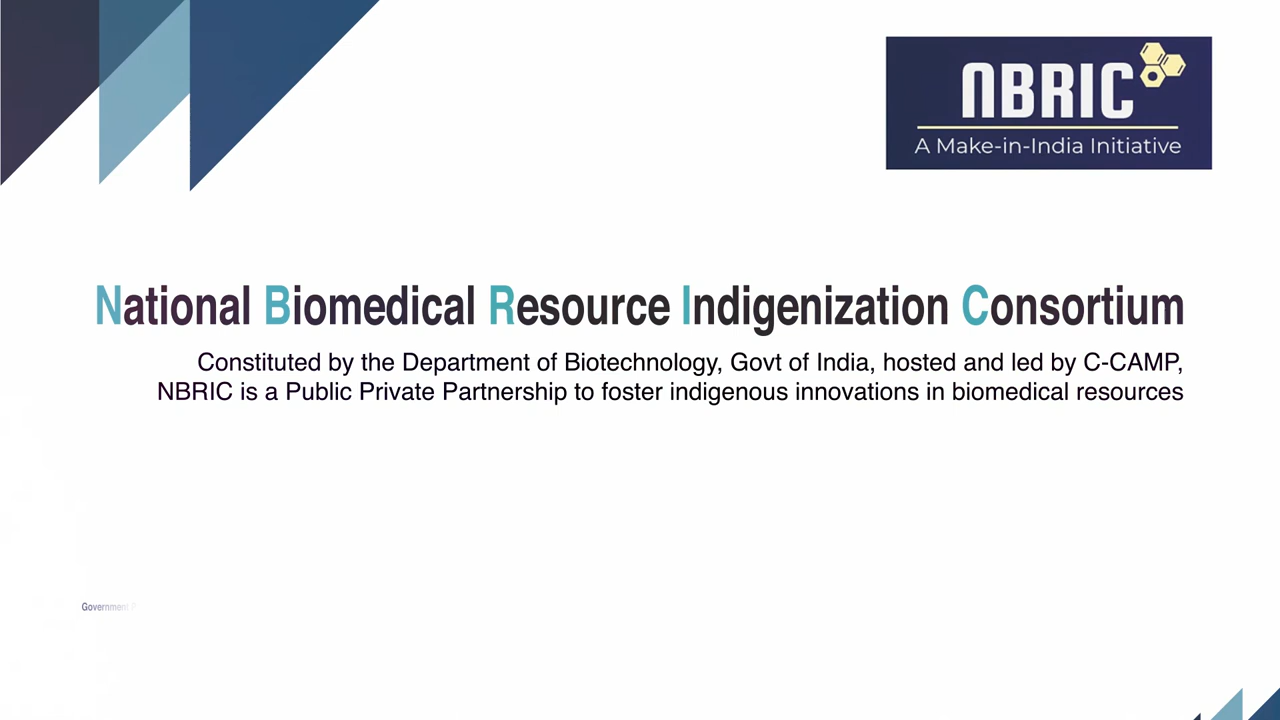 NBRIC
A Make-in-India Initiative
National Biomedical Resource Indigenization Consortium
Constituted by the Department of Biotechnology, Govt of India, hosted and led by C-CAMP,
NBRIC is a Public Private Partnership to foster indigenous innovations in biomedical resources
Government